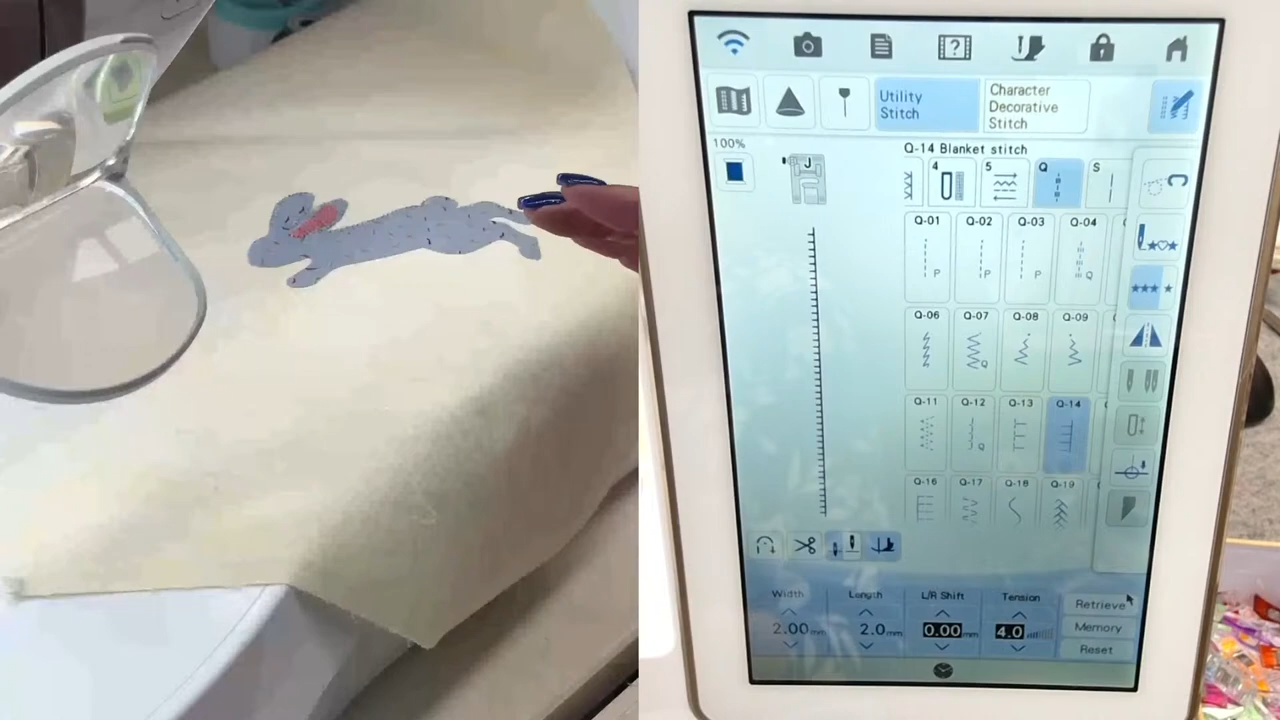 Utility
Stitch
Character
Decorative
Stitch
100%
J
Q-14 Blanket stitch
4
5
Q
S
Q-01
Q-02
Q-03
Q-04
P
P
P
Q
Q-06
Q-07
Q-08
Q-09
Q
Q-11
Q-12
Q-13
Q-14
Q
Q-16
Q-17
Q-18
Q-19
Width
Length
L/R Shift
Tension
2.00mm
2.0mm
0.00mm
4.0
Retrieve
Memory
Reset